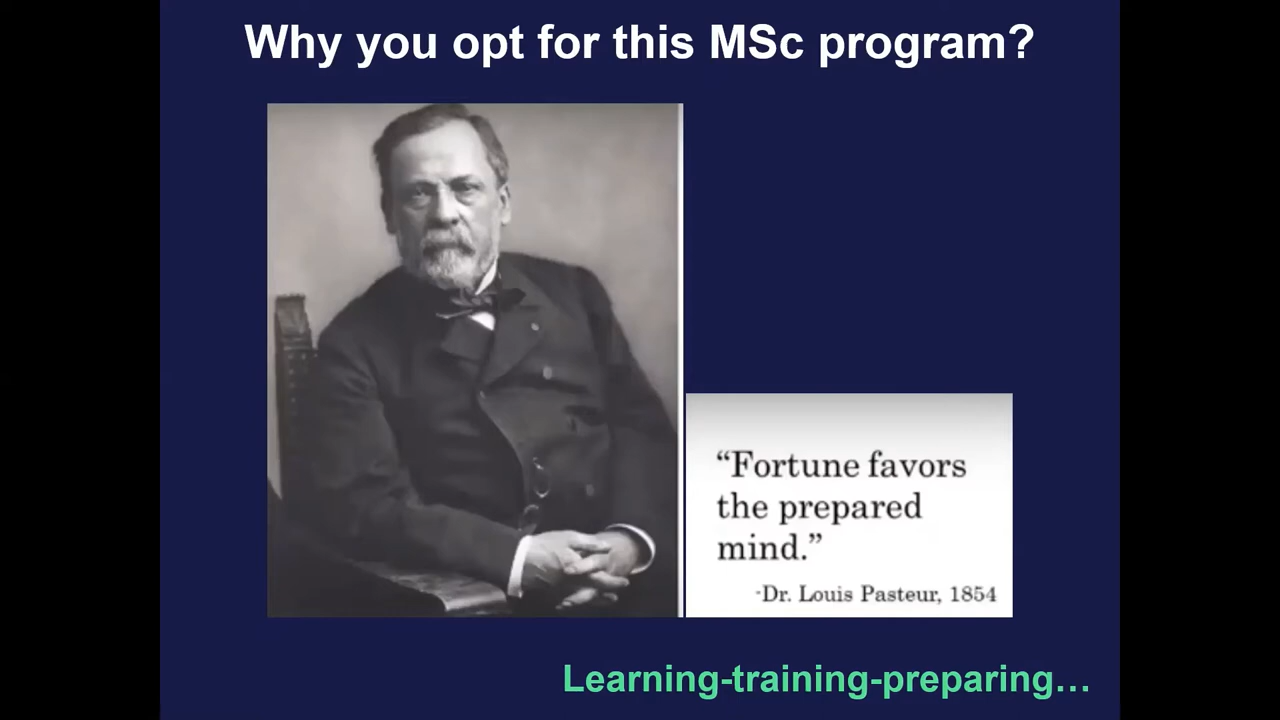 Why you opt for this MSc program?
“Fortune favors
the prepared
mind.”
-Dr. Louis Pasteur, 1854
Learning-training-preparing…